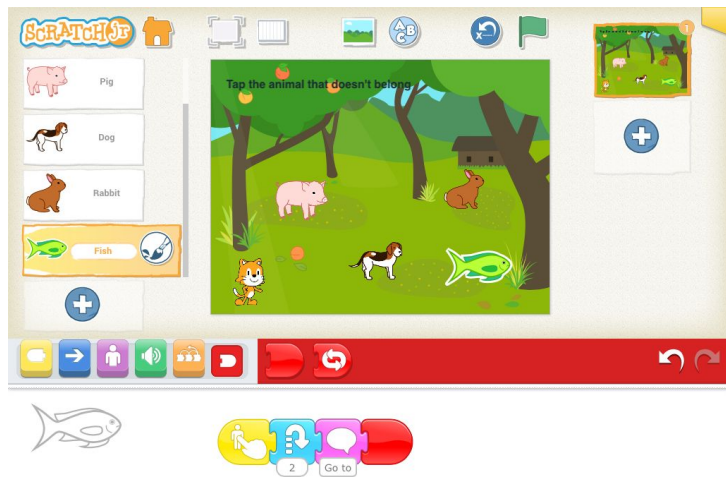 SCRATCH JR
A
B
C
x
1
Pig
Tap the animal that doesn't belong
Dog
Rabbit
Fish
2
Go to